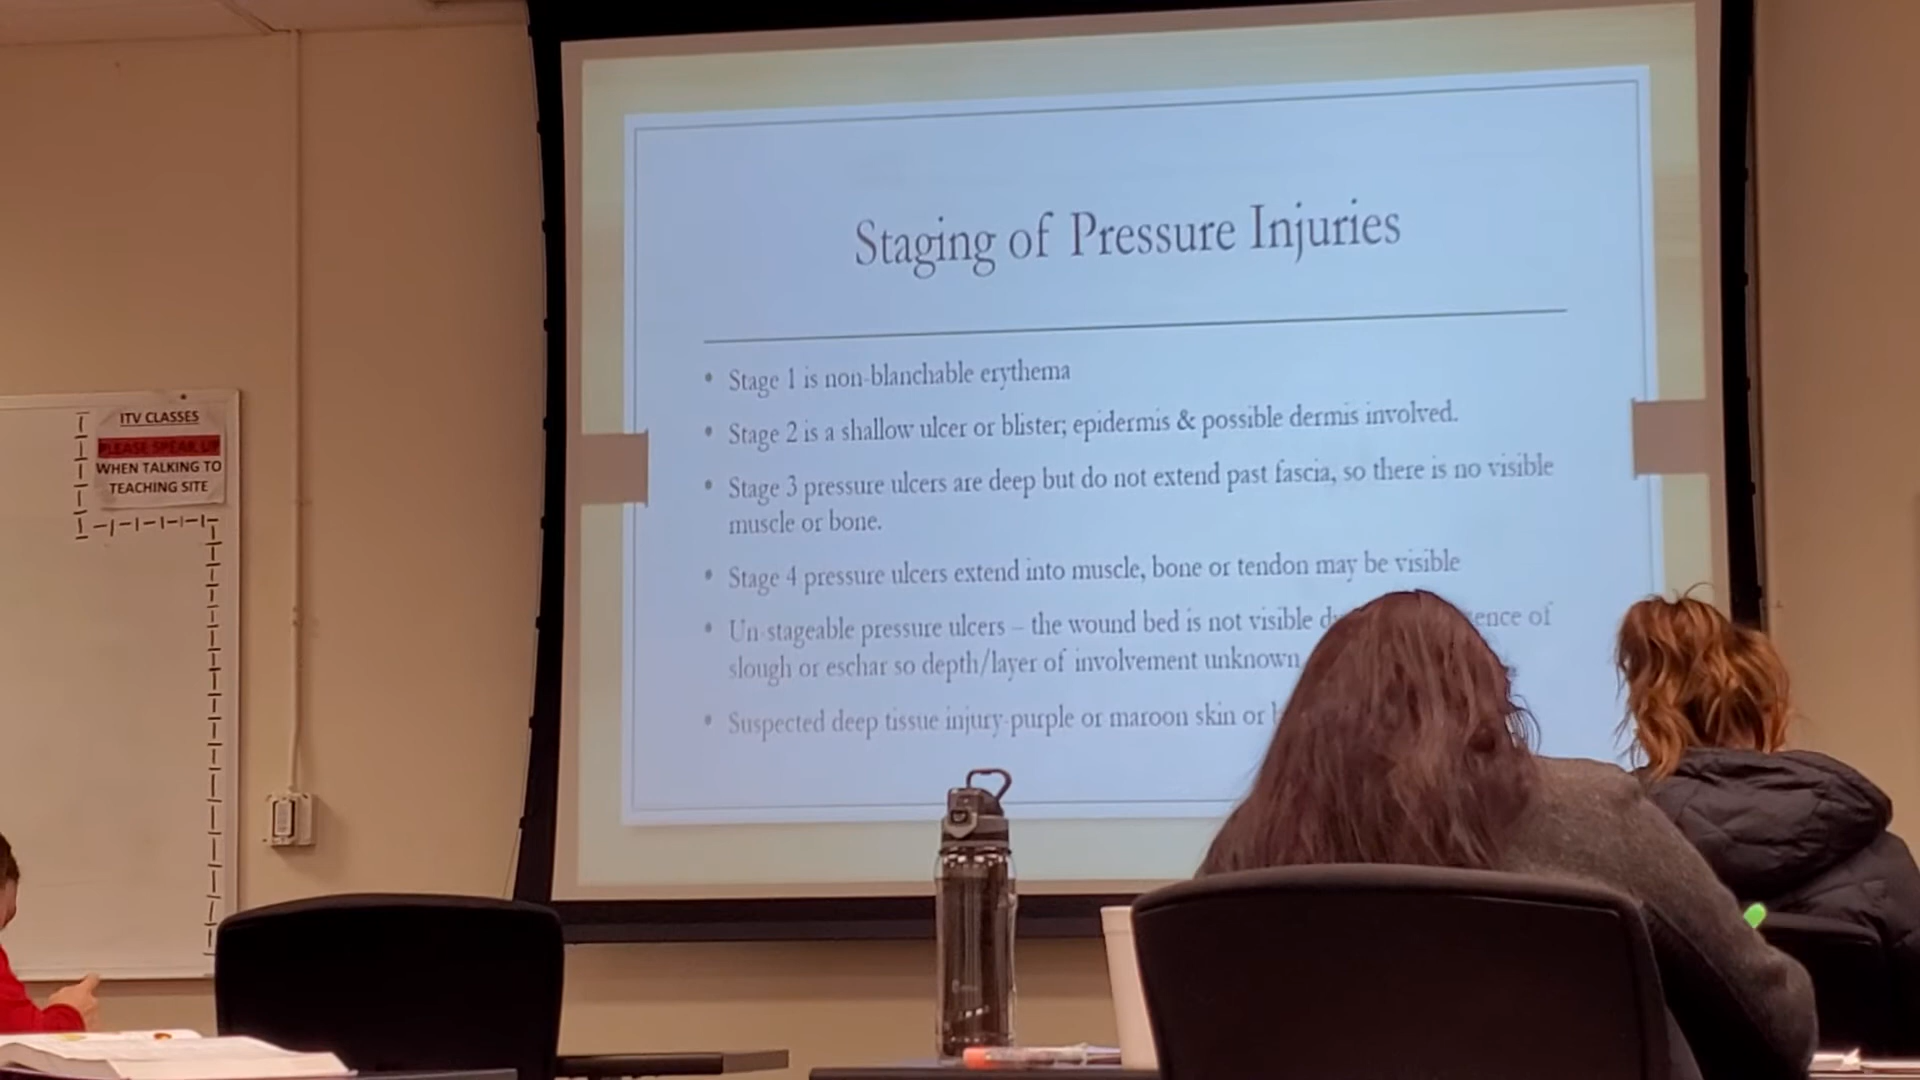 ITV CLASSES
PLEASE SPEAK UP
WHEN TALKING TO
TEACHING SITE
Staging of Pressure Injuries
• Stage 1 is non-blanchable erythema
• Stage 2 is a shallow ulcer or blister; epidermis & possible dermis involved.
• Stage 3 pressure ulcers are deep but do not extend past fascia, so there is no visible
muscle or bone.
• Stage 4 pressure ulcers extend into muscle, bone or tendon may be visible
• Un-stageable pressure ulcers – the wound bed is not visible of
slough or eschar so depth/layer of involvement unknown
• Suspected deep tissue injury-purple or maroon skin or